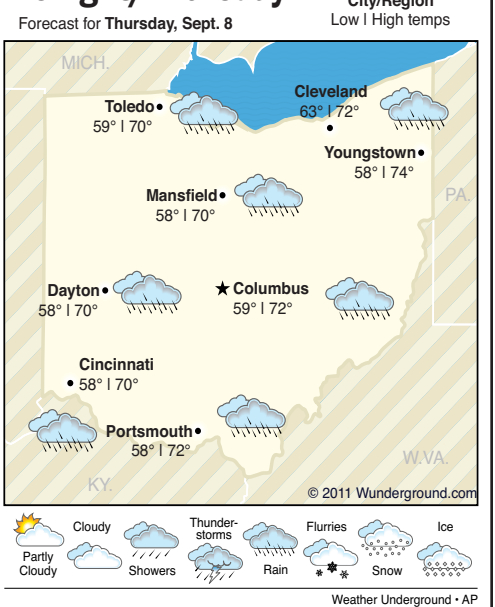 City/Region
Forecast for Thursday, Sept. 8
Low | High temps
MICH.
Cleveland
63° | 72°
Toledo
59° | 70°
Youngstown
58° | 74°
Mansfield
58° | 70°
PA.
Dayton
58° | 70°
Columbus
59° | 72°
Cincinnati
58° | 70°
Portsmouth
58° | 72°
W.VA.
KY.
© 2011 Wunderground.com
Partly
Cloudy
Cloudy
Showers
Thunder-
storms
Rain
Flurries
Snow
Ice
Weather Underground • AP